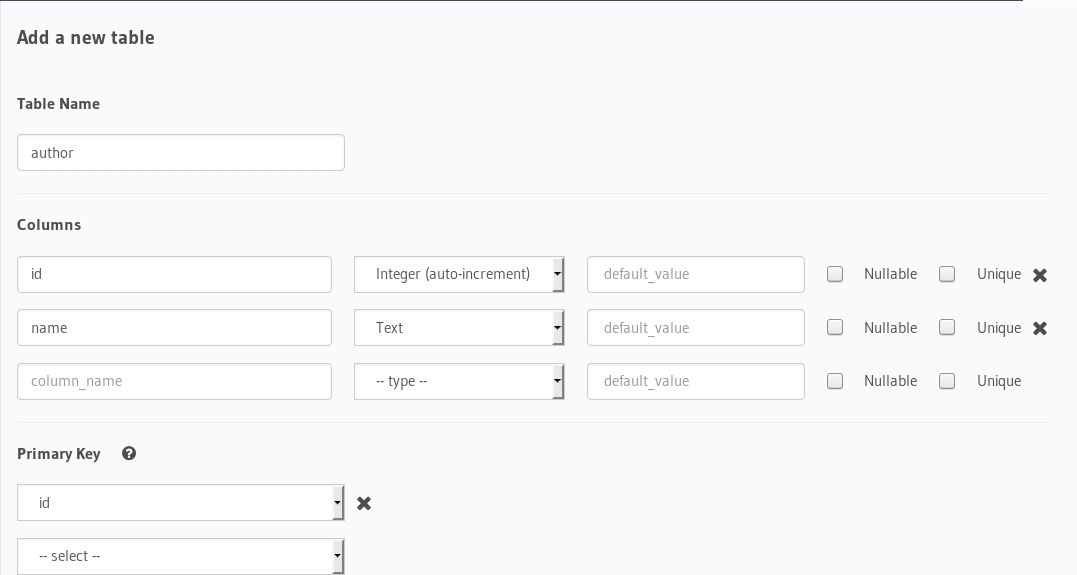 Add a new table
Table Name
author
Columns
id Integer (auto-increment) default_value Nullable Unique
name Text default_value Nullable Unique
column_name -- type -- default_value Nullable Unique
Primary Key
id
-- select --